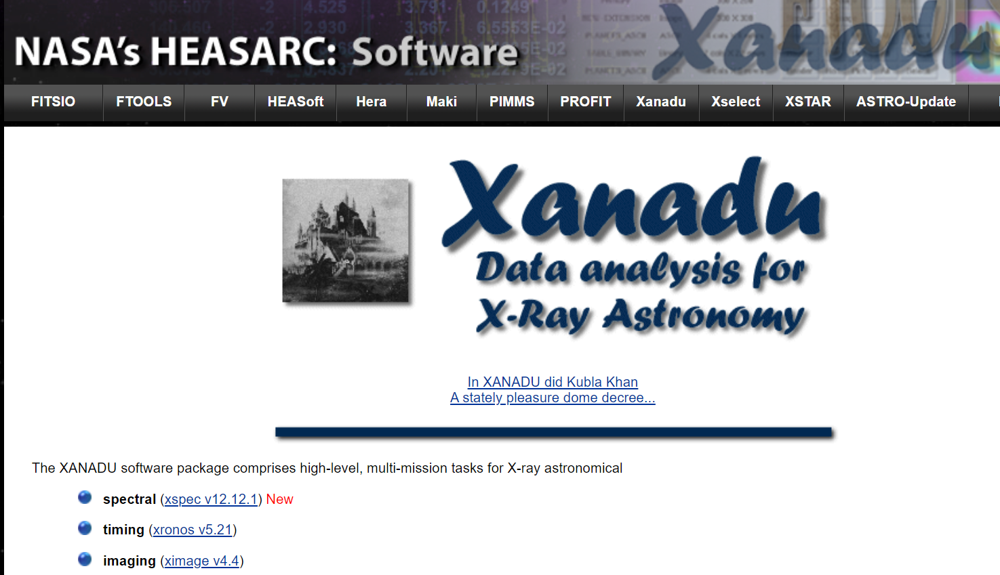 NASA's HEASARC: Software
Xanadu
FITSIO FTOOLS FV HEASoft Hera Maki PIMMS PROFIT Xanadu Xselect XSTAR ASTRO-Update
Xanadu
Data analysis for
X-Ray Astronomy
In XANADU did Kubla Khan
A stately pleasure dome decree...
The XANADU software package comprises high-level, multi-mission tasks for X-ray astronomical
spectral (xspec v12.12.1) New
timing (xronos v5.21)
imaging (ximage v4.4)